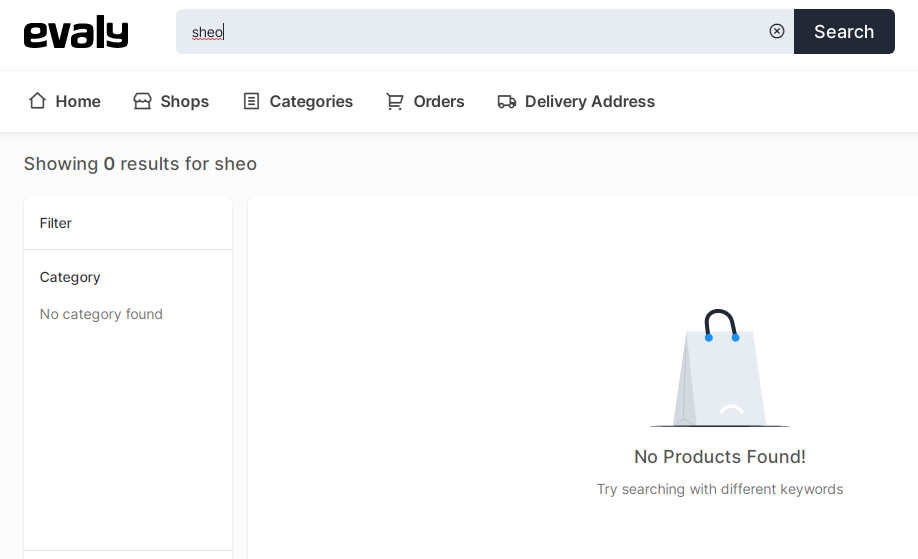 evaly
sheo
Search
Home
Shops
Categories
Orders
Delivery Address
Showing 0 results for sheo
Filter
Category
No category found
No Products Found!
Try searching with different keywords